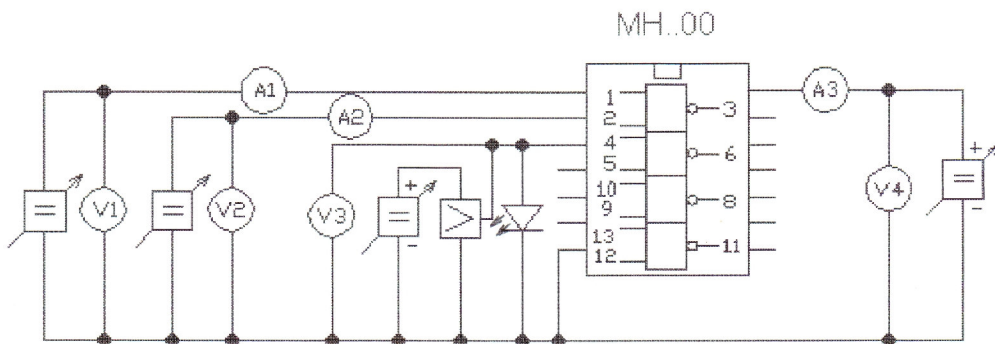 MH..00
A1
A2
A3
1
2
3
4
5
6
10
9
8
13
12
11
V1
V2
V3
V4
=
=
+
=
-
>
+
=
-